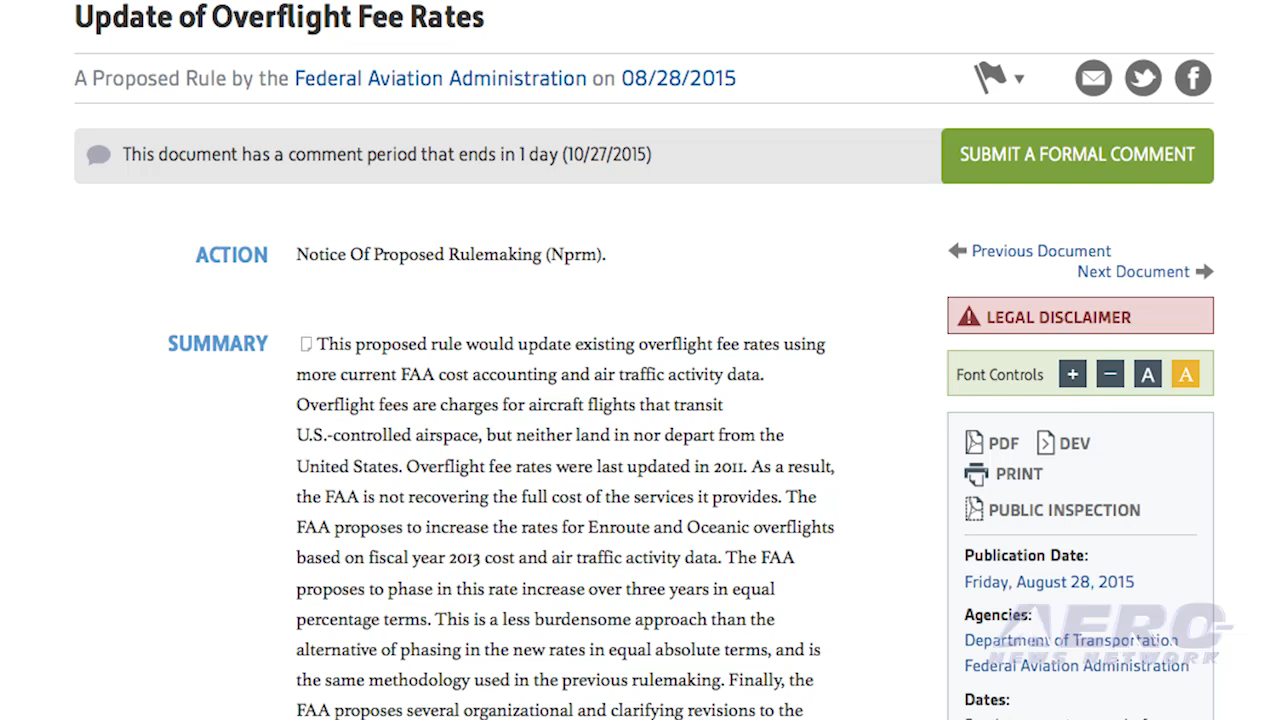 Update of Overflight Fee Rates
A Proposed Rule by the Federal Aviation Administration on 08/28/2015
This document has a comment period that ends in 1 day (10/27/2015)
SUBMIT A FORMAL COMMENT
ACTION
Notice Of Proposed Rulemaking (Nprm).
SUMMARY
This proposed rule would update existing overflight fee rates using
more current FAA cost accounting and air traffic activity data.
Overflight fees are charges for aircraft flights that transit
U.S.-controlled airspace, but neither land in nor depart from the
United States. Overflight fee rates were last updated in 2011. As a result,
the FAA is not recovering the full cost of the services it provides. The
FAA proposes to increase the rates for Enroute and Oceanic overflights
based on fiscal year 2013 cost and air traffic activity data. The FAA
proposes to phase in this rate increase over three years in equal
percentage terms. This is a less burdensome approach than the
alternative of phasing in the new rates in equal absolute terms, and is
the same methodology used in the previous rulemaking. Finally, the
FAA proposes several organizational and clarifying revisions to the
Previous Document
Next Document
LEGAL DISCLAIMER
Font Controls + − A A
PDF DEV
PRINT
PUBLIC INSPECTION
Publication Date:
Friday, August 28, 2015
Agencies:
Department of Transportation
Federal Aviation Administration
Dates:
AERO
NEWS NETWORK